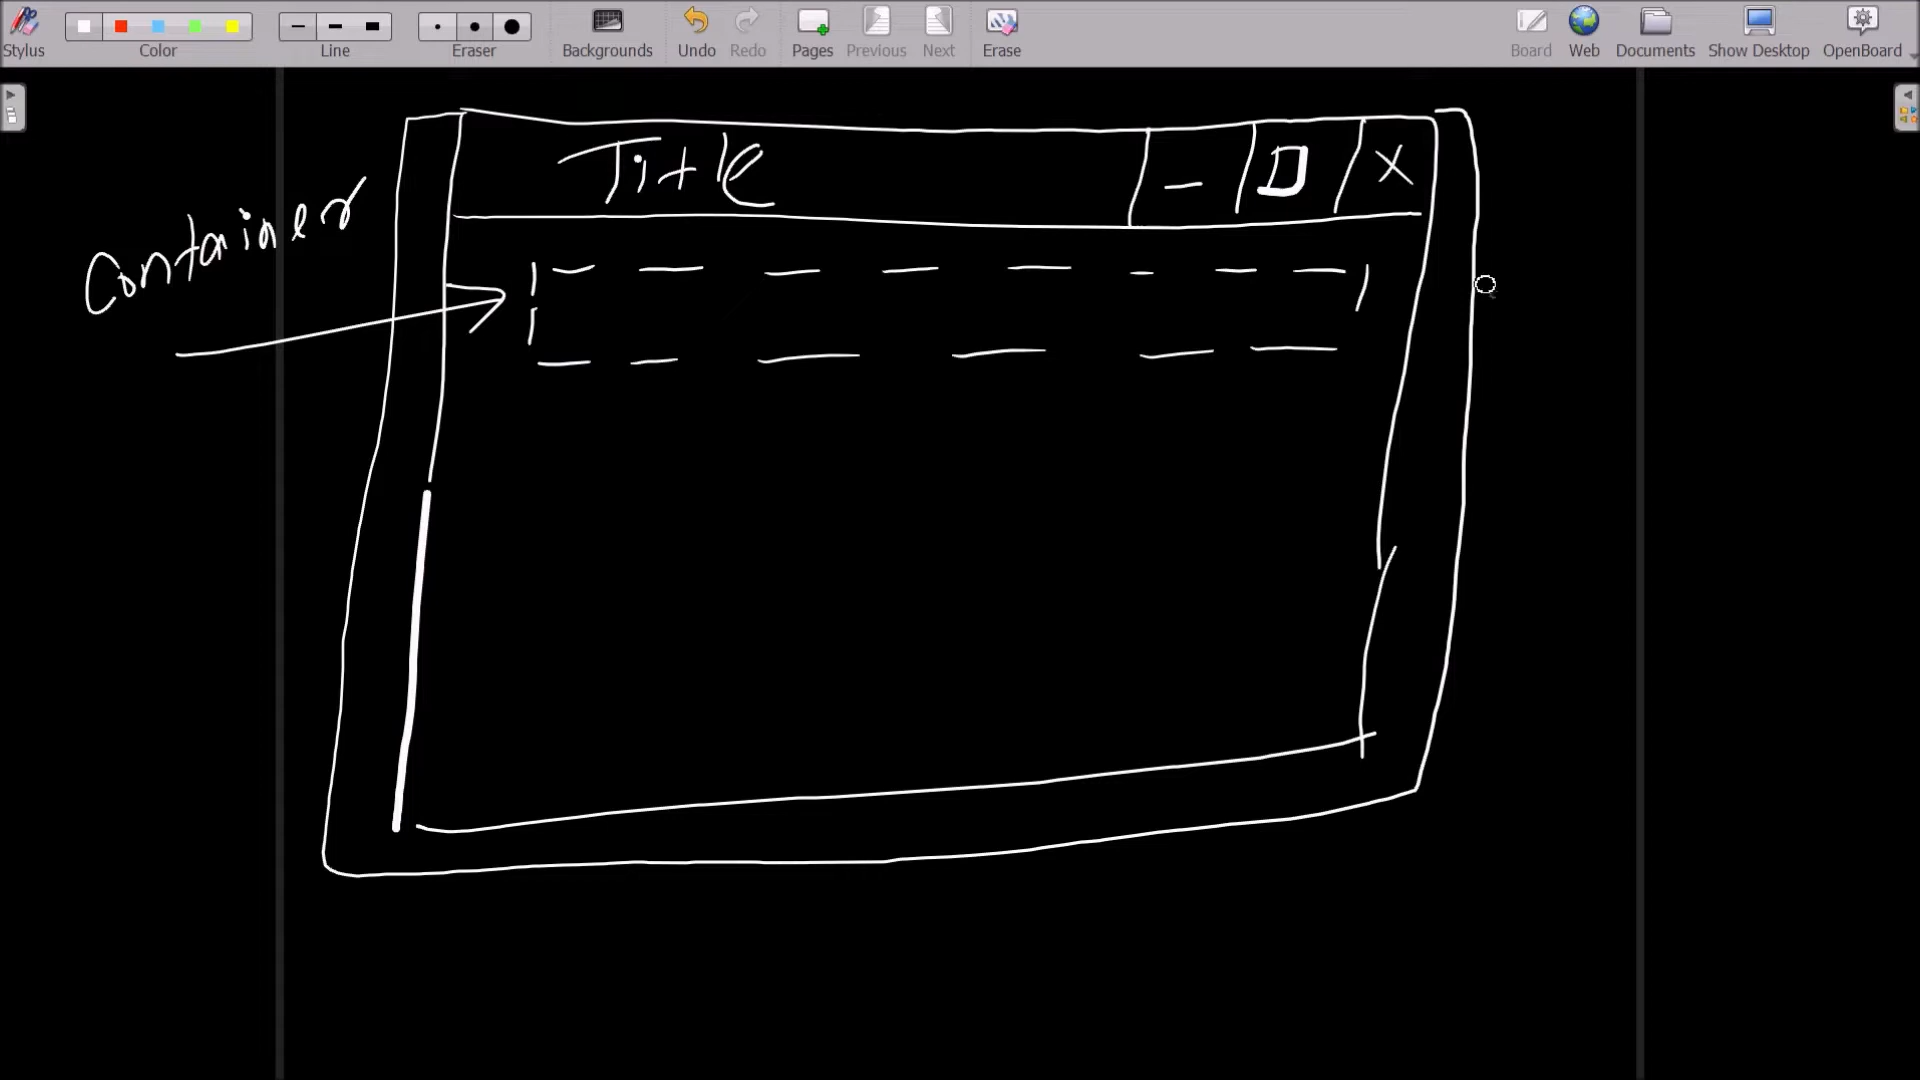 Stylus
Color
Line
Eraser
Backgrounds
Undo
Redo
Pages
Previous
Next
Erase
Board
Web
Documents
Show Desktop
OpenBoard
Title
_ X
Container